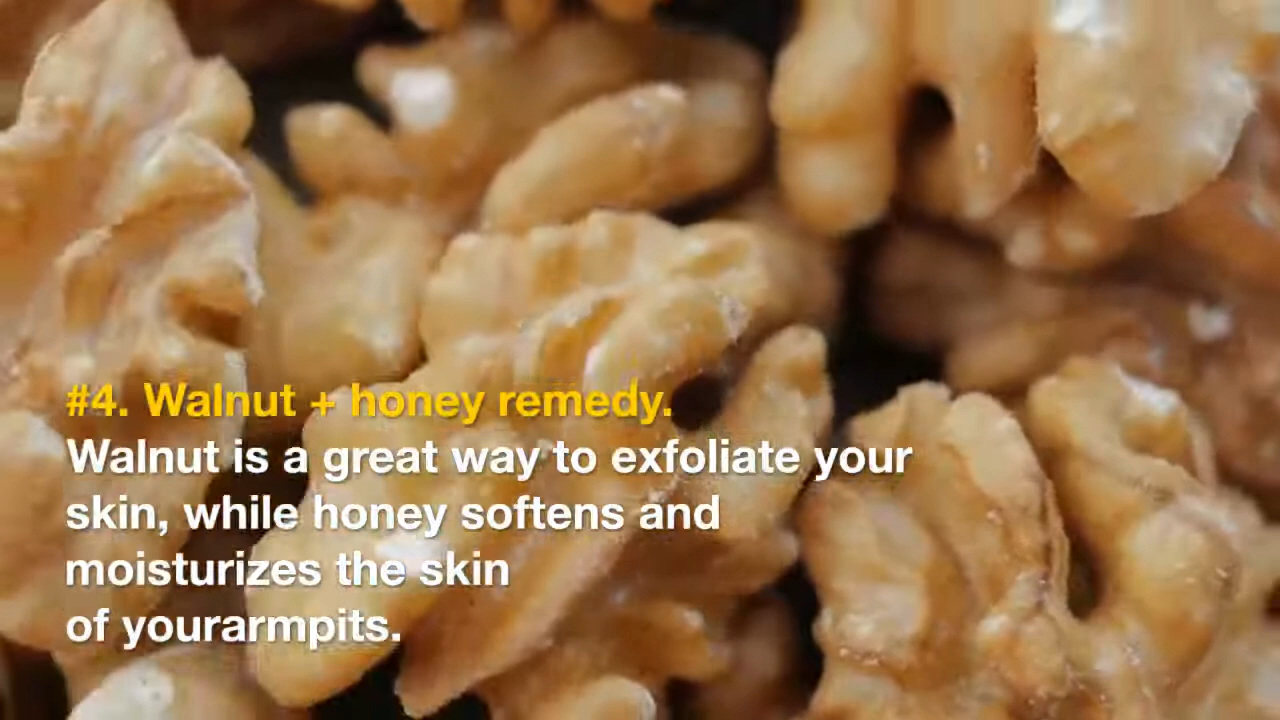 #4. Walnut + honey remedy.
Walnut is a great way to exfoliate your
skin, while honey softens and
moisturizes the skin
of yourarmpits.